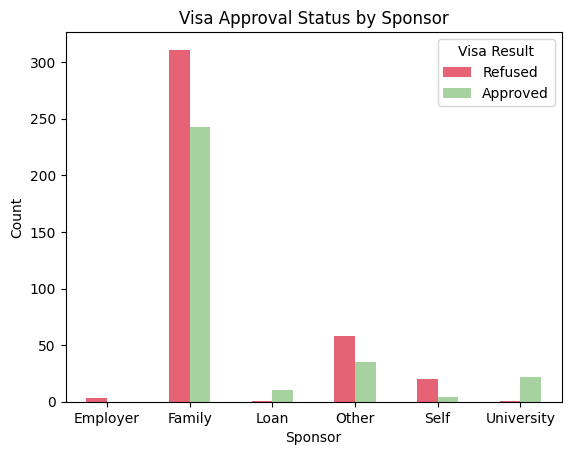 Visa Approval Status by Sponsor
Visa Result
Refused
Approved
Count
300
250
200
150
100
50
0
Employer Family Loan Other Self University
Sponsor